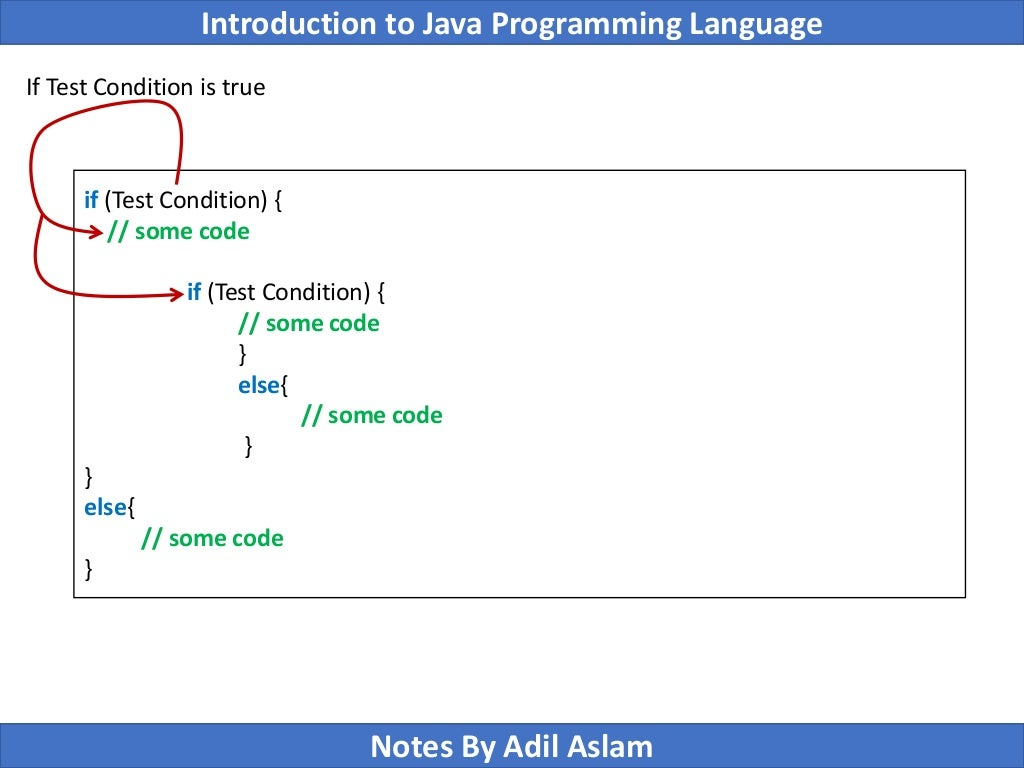 Introduction to Java Programming Language
If Test Condition is true
if (Test Condition) {
// some code
if (Test Condition) {
// some code
}
else{
// some code
}
}
else{
// some code
}
Notes By Adil Aslam